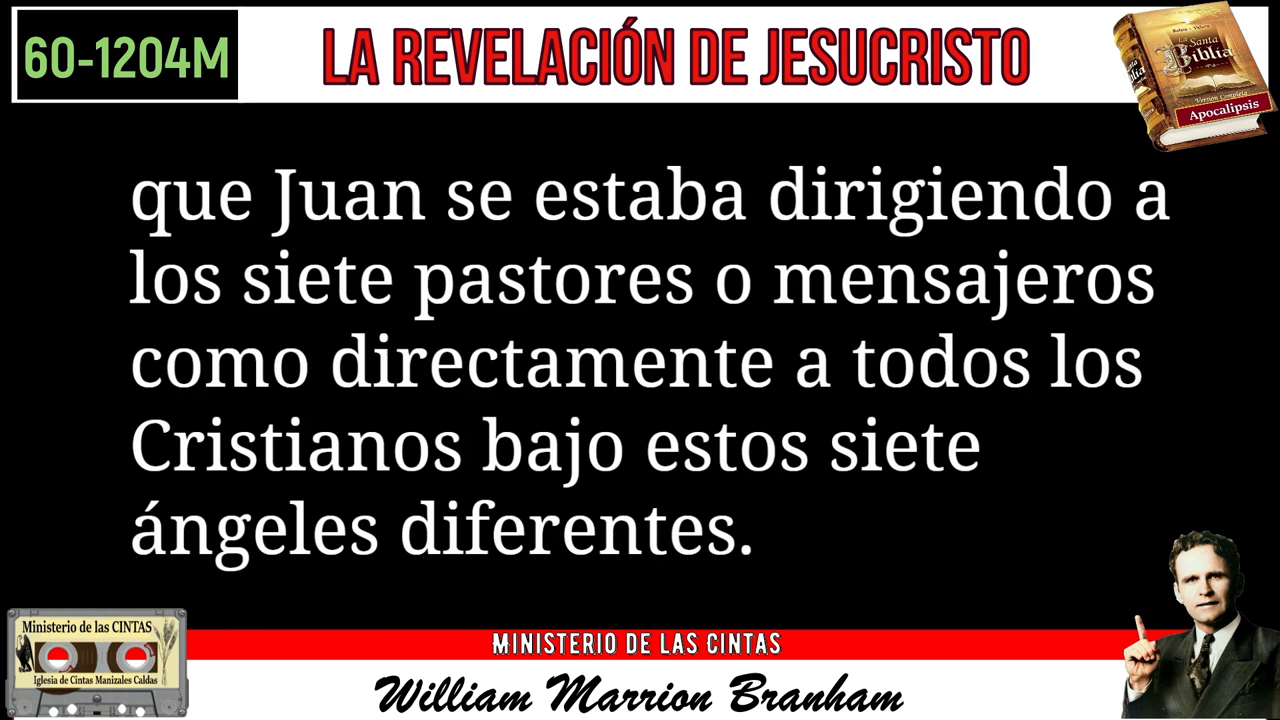 60-1204M
LA REVELACIÓN DE JESUCRISTO
La Santa
Biblia
Versión Completa
Apocalipsis
que Juan se estaba dirigiendo a
los siete pastores o mensajeros
como directamente a todos los
Cristianos bajo estos siete
ángeles diferentes.
Ministerio de las CINTAS
Iglesia de Cintas Manizales Caldas
MINISTERIO DE LAS CINTAS
William Marrion Branham